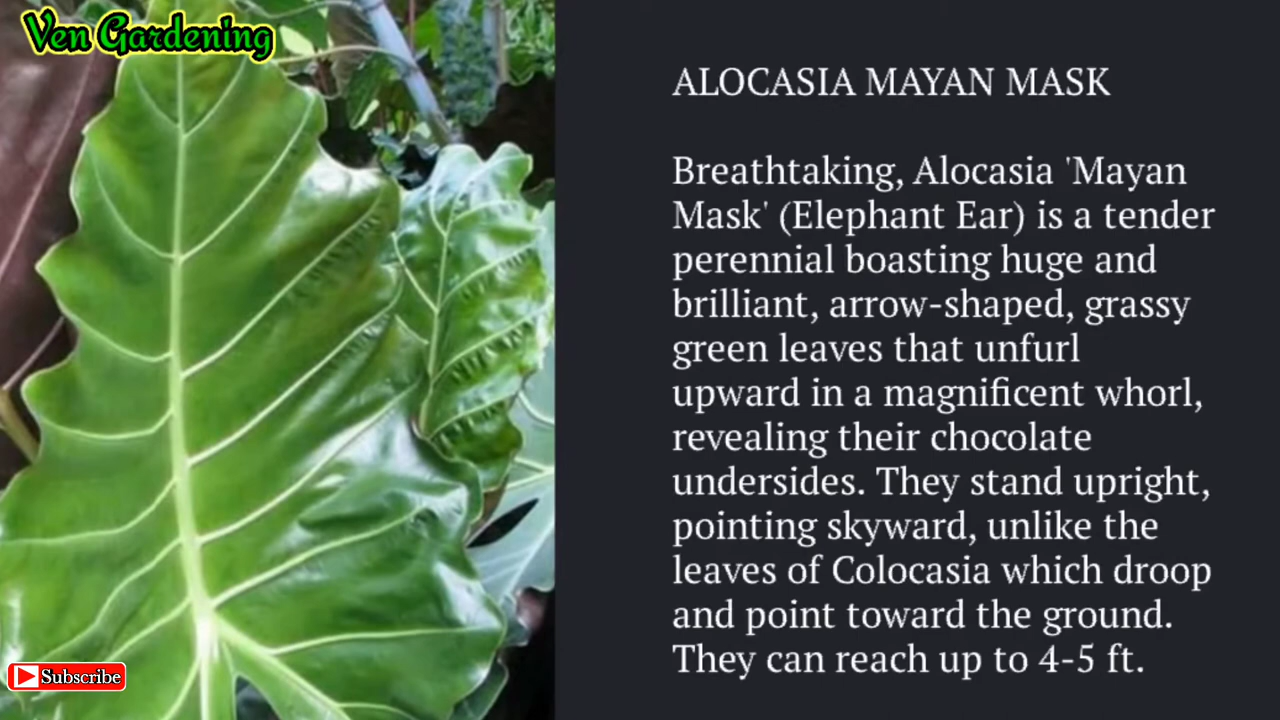 Ven Gardening
ALOCASIA MAYAN MASK
Breathtaking, Alocasia 'Mayan
Mask' (Elephant Ear) is a tender
perennial boasting huge and
brilliant, arrow-shaped, grassy
green leaves that unfurl
upward in a magnificent whorl,
revealing their chocolate
undersides. They stand upright,
pointing skyward, unlike the
leaves of Colocasia which droop
and point toward the ground.
They can reach up to 4-5 ft.
Subscribe